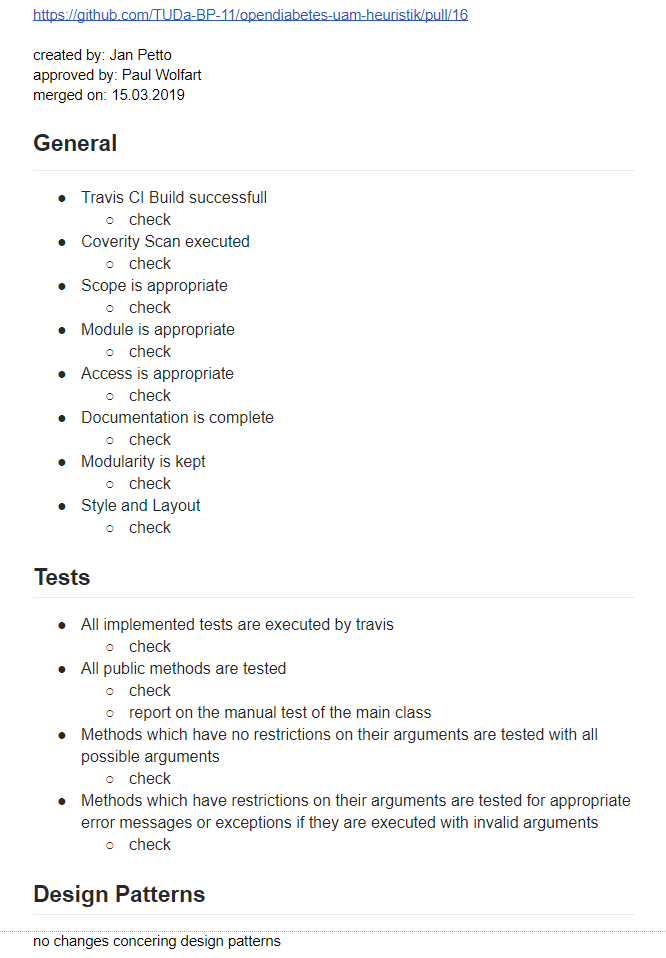 https://github.com/TUDa-BP-11/opendiabetes-uam-heuristik/pull/16
created by: Jan Petto
approved by: Paul Wolfart
merged on: 15.03.2019
General
● Travis CI Build successfull
○ check
● Coverity Scan executed
○ check
● Scope is appropriate
○ check
● Module is appropriate
○ check
● Access is appropriate
○ check
● Documentation is complete
○ check
● Modularity is kept
○ check
● Style and Layout
○ check
Tests
● All implemented tests are executed by travis
○ check
● All public methods are tested
○ check
○ report on the manual test of the main class
● Methods which have no restrictions on their arguments are tested with all
possible arguments
○ check
● Methods which have restrictions on their arguments are tested for appropriate
error messages or exceptions if they are executed with invalid arguments
○ check
Design Patterns
no changes concering design patterns